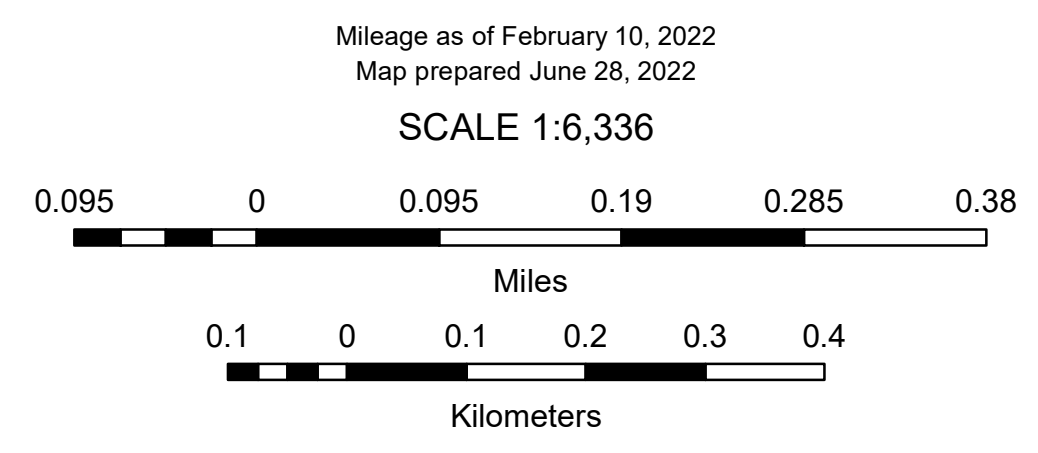 Mileage as of February 10, 2022
Map prepared June 28, 2022
SCALE 1:6,336
0.095 0 0.095 0.19 0.285 0.38
Miles
0.1 0 0.1 0.2 0.3 0.4
Kilometers